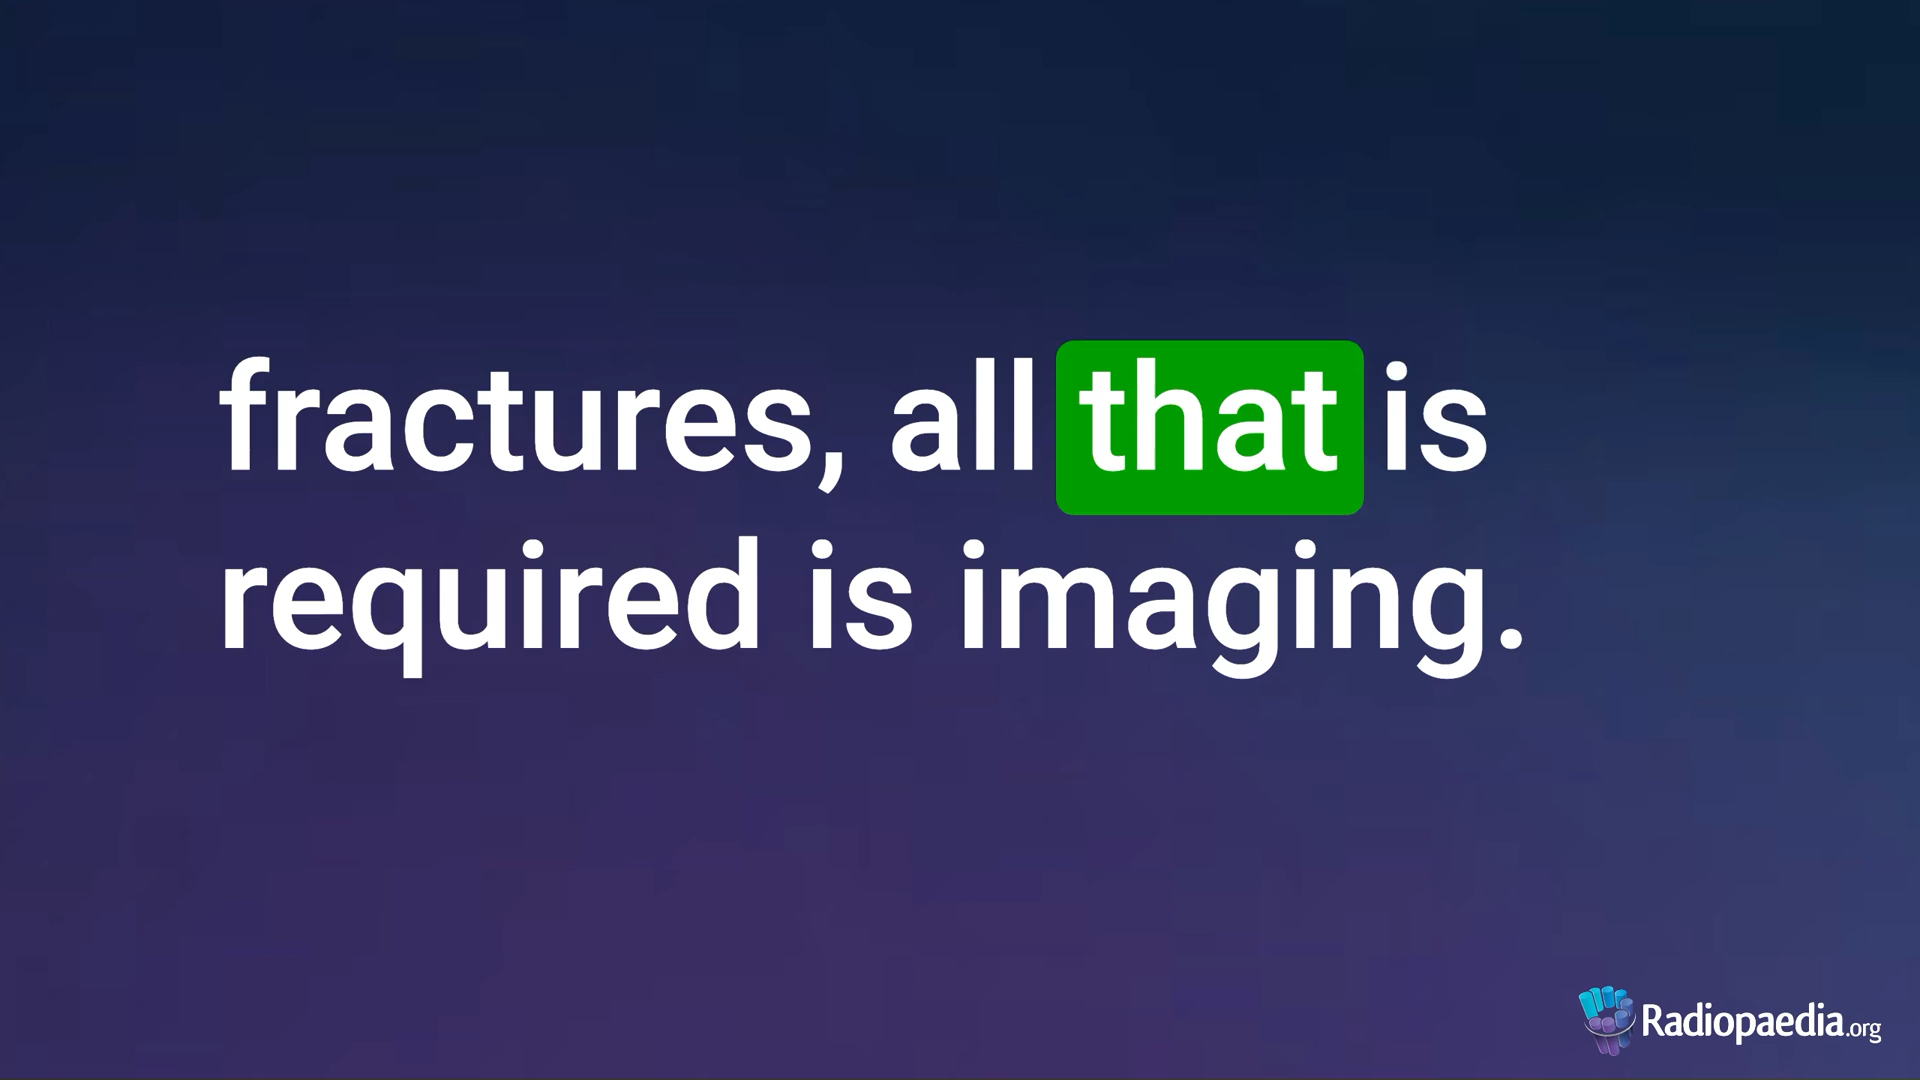 fractures, all that is
required is imaging.
Radiopaedia.org